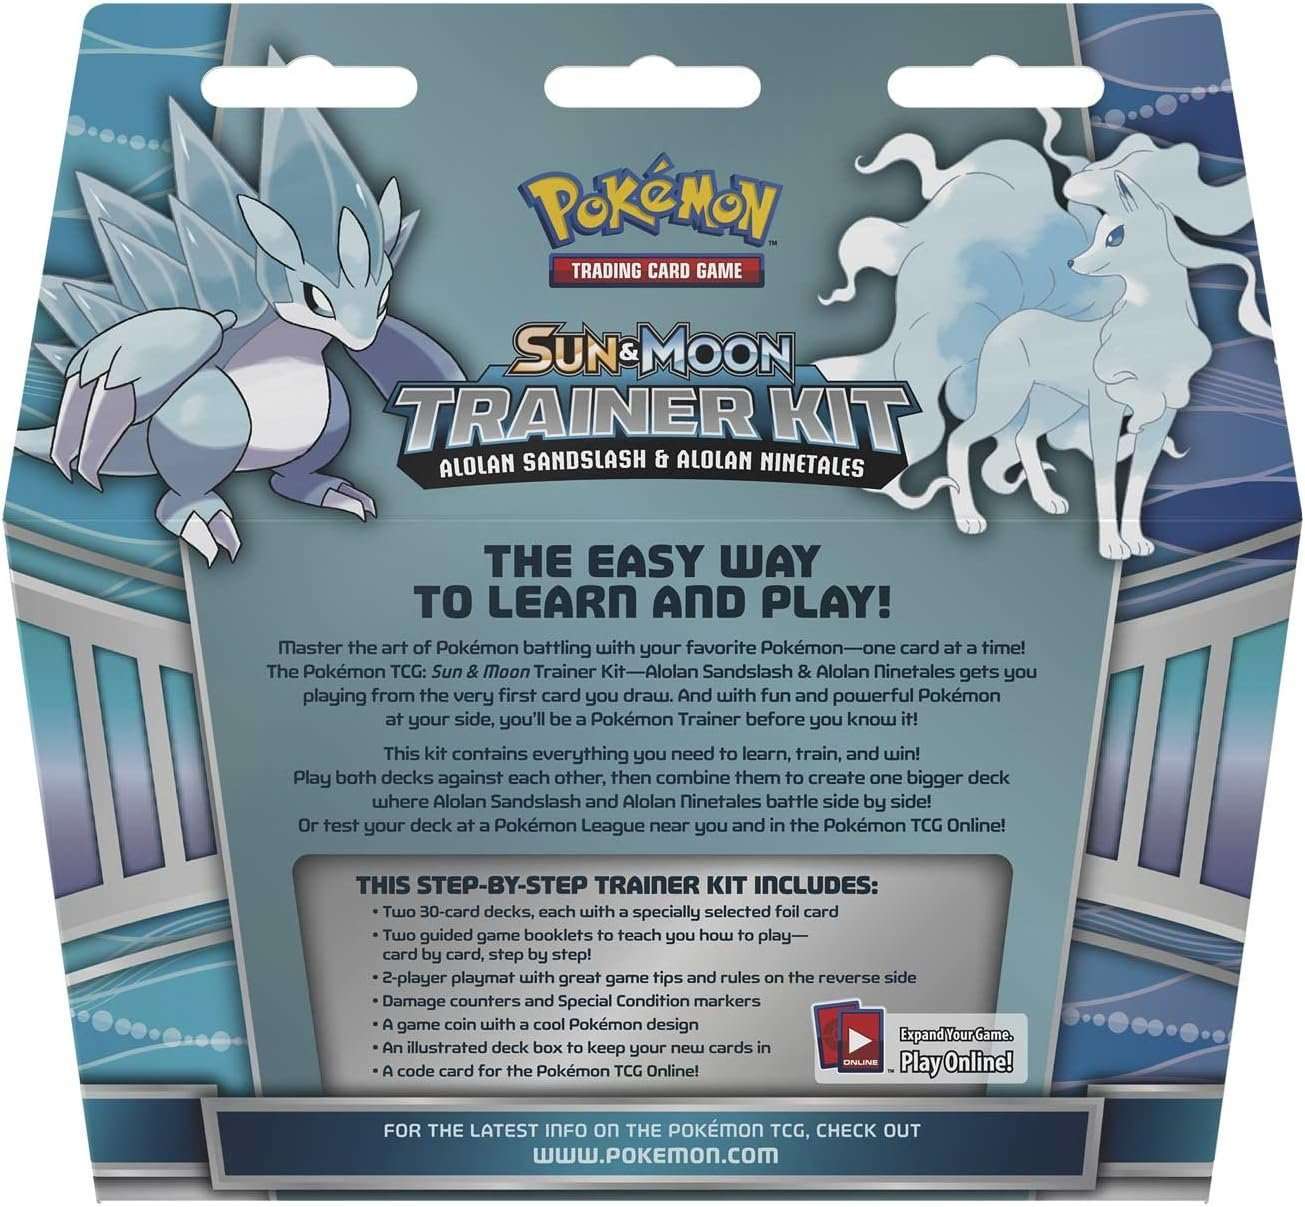 POKéMON™
TRADING CARD GAME
SUN & MOON
TRAINER KIT
ALOLAN SANDSLASH & ALOLAN NINETALES
THE EASY WAY
TO LEARN AND PLAY!
Master the art of Pokémon battling with your favorite Pokémon—one card at a time!
The Pokémon TCG: Sun & Moon Trainer Kit—Alolan Sandslash & Alolan Ninetales gets you
playing from the very first card you draw. And with fun and powerful Pokémon
at your side, you'll be a Pokémon Trainer before you know it!
This kit contains everything you need to learn, train, and win!
Play both decks against each other, then combine them to create one bigger deck
where Alolan Sandslash and Alolan Ninetales battle side by side!
Or test your deck at a Pokémon League near you and in the Pokémon TCG Online!
THIS STEP-BY-STEP TRAINER KIT INCLUDES:
• Two 30-card decks, each with a specially selected foil card
• Two guided game booklets to teach you how to play—
card by card, step by step!
• 2-player playmat with great game tips and rules on the reverse side
• Damage counters and Special Condition markers
• A game coin with a cool Pokémon design
• An illustrated deck box to keep your new cards in
• A code card for the Pokémon TCG Online!
ONLINE™
Expand Your Game.
Play Online!
FOR THE LATEST INFO ON THE POKÉMON TCG, CHECK OUT
WWW.POKEMON.COM